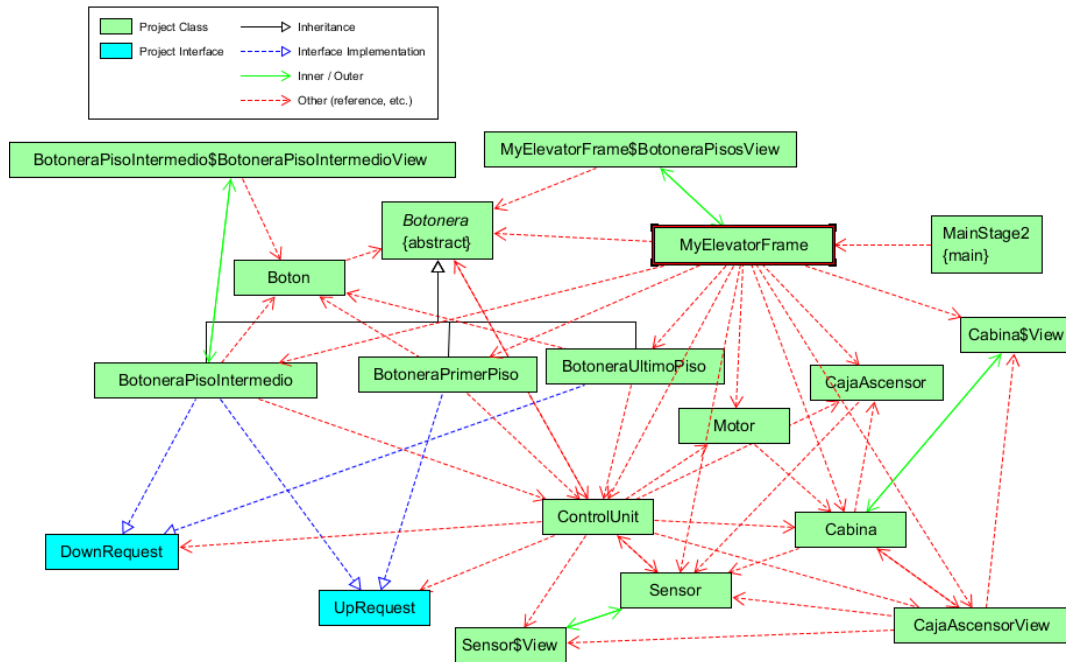 Project Class
Inheritance
Project Interface
Interface Implementation
Inner / Outer
Other (reference, etc.)
BotoneraPisoIntermedio$BotoneraPisoIntermedioView
MyElevatorFrame$BotoneraPisosView
Botonera
{abstract}
MyElevatorFrame
MainStage2
{main}
Boton
Cabina$View
BotoneraPisoIntermedio
BotoneraPrimerPiso
BotoneraUltimoPiso
CajaAscensor
Motor
ControlUnit
Cabina
DownRequest
UpRequest
Sensor
Sensor$View
CajaAscensorView